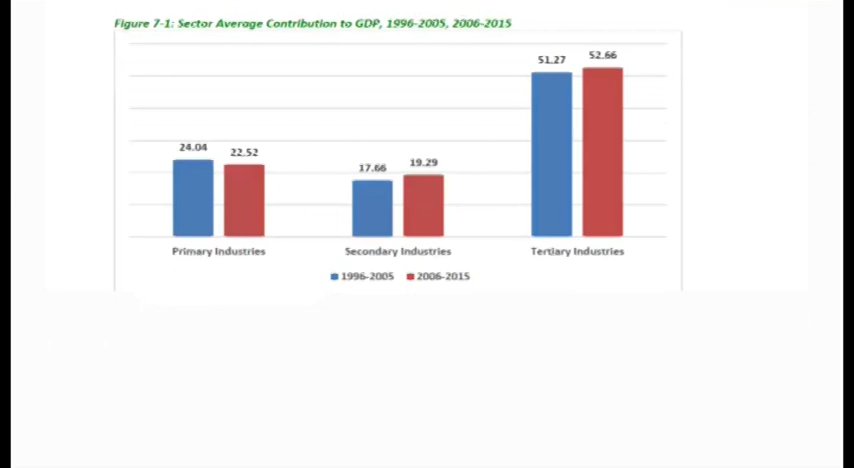 Figure 7-1: Sector Average Contribution to GDP, 1996-2005, 2006-2015
51.27 52.66
24.04 22.52
17.66 19.29
Primary Industries Secondary Industries Tertiary Industries
1996-2005 2006-2015